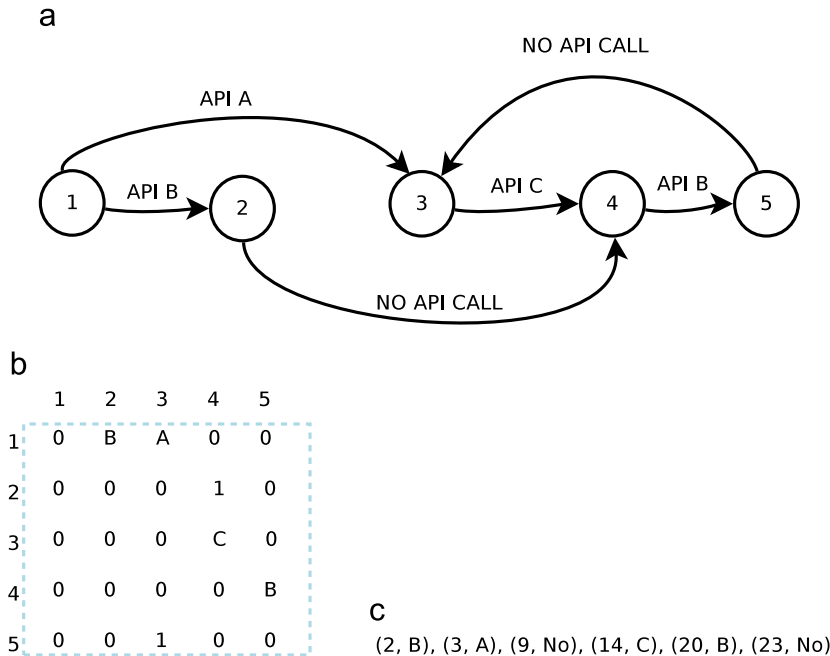 a
NO API CALL
API A
1
API B
2
3
API C
4
API B
5
NO API CALL
b
1 2 3 4 5
1 0 B A 0 0
2 0 0 0 1 0
3 0 0 0 C 0
4 0 0 0 0 B
5 0 0 1 0 0
c
(2, B), (3, A), (9, No), (14, C), (20, B), (23, No)